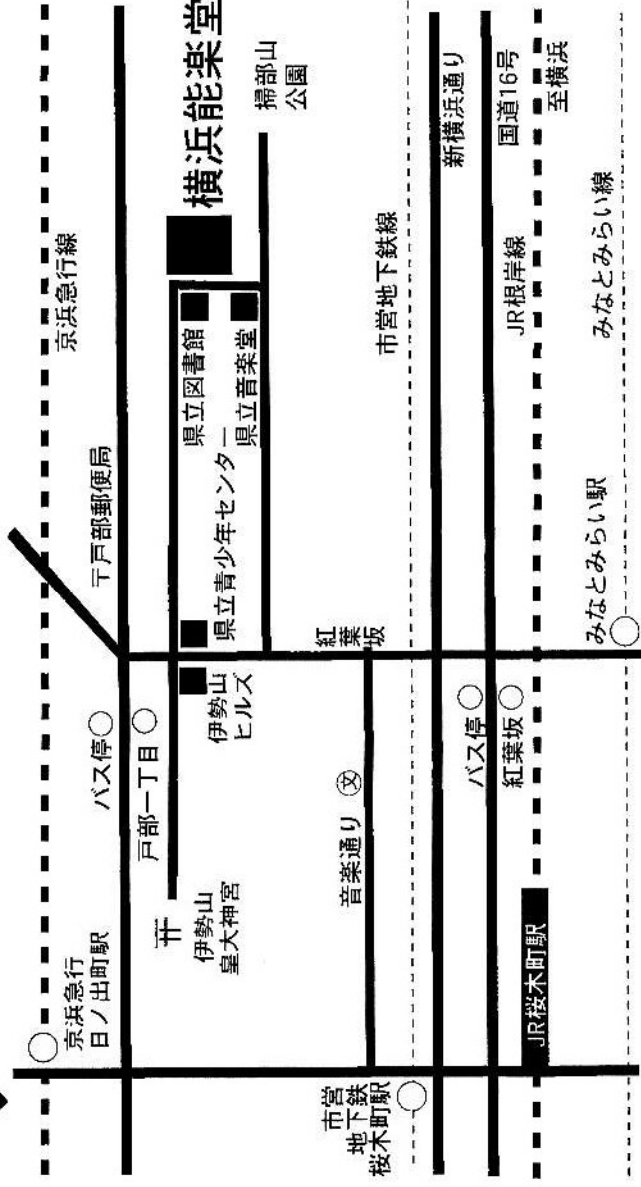 京浜急行線
〒戸部郵便局
バス停
戸部一丁目
京浜急行
日ノ出町駅
横浜能楽堂
掃部山
公園
県立図書館
県立音楽堂
県立青少年センター
伊勢山
ヒルズ
伊勢山
皇大神宮
紅葉坂
音楽通り
文
市営地下鉄線
市営
地下鉄
桜木町駅
新横浜通り
国道16号
バス停
紅葉坂
JR根岸線
至横浜
JR桜木町駅
みなとみらい線
みなとみらい駅